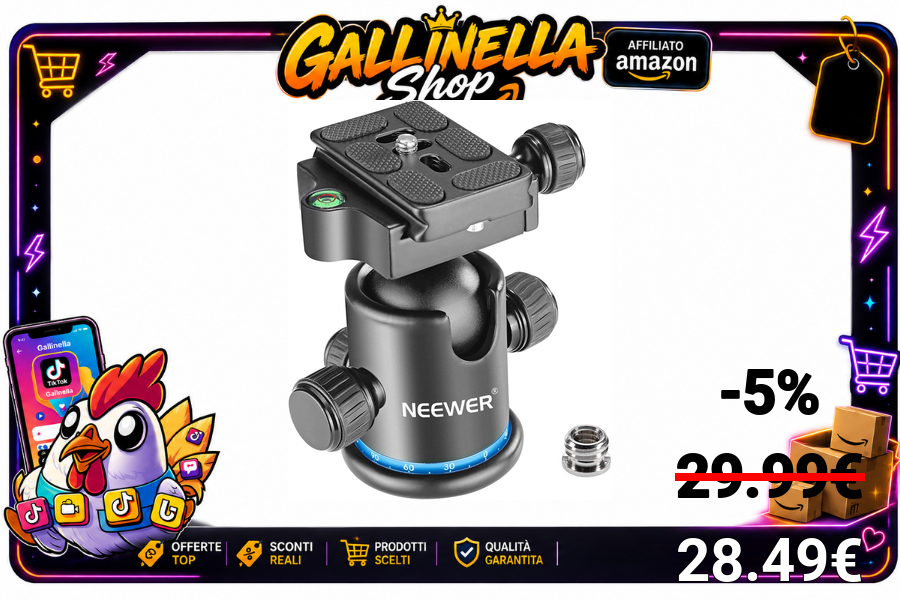 GALLINELLA
Shop
AFFILIATO
amazon
Gallinella
TikTok
Gallinella
NEEWER®
90 60 30 0
-5%
29.99€
28.49€
OFFERTE
TOP
SCONTI
REALI
PRODOTTI
SCELTI
QUALITÀ
GARANTITA